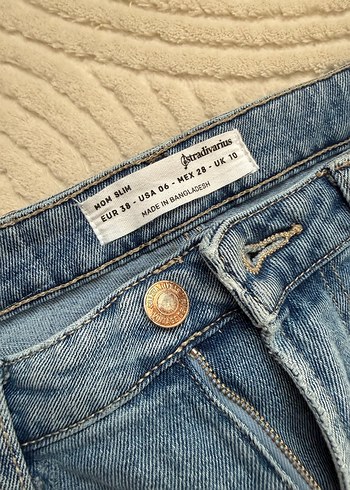 stradivarius
MOM SLIM
EUR 38 - USA 06 - MEX 28 - UK 10
MADE IN BANGLADESH